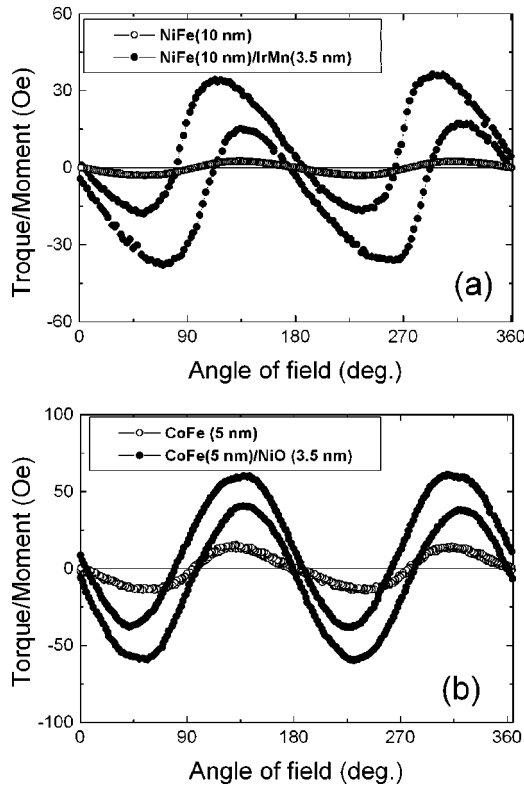 60
30
0
-30
-60
Troque/Moment (Oe)
NiFe(10 nm)
NiFe(10 nm)/IrMn(3.5 nm)
(a)
0 90 180 270 360
Angle of field (deg.)
100
50
0
-50
-100
Torque/Moment (Oe)
CoFe (5 nm)
CoFe(5 nm)/NiO (3.5 nm)
(b)
0 90 180 270 360
Angle of field (deg.)